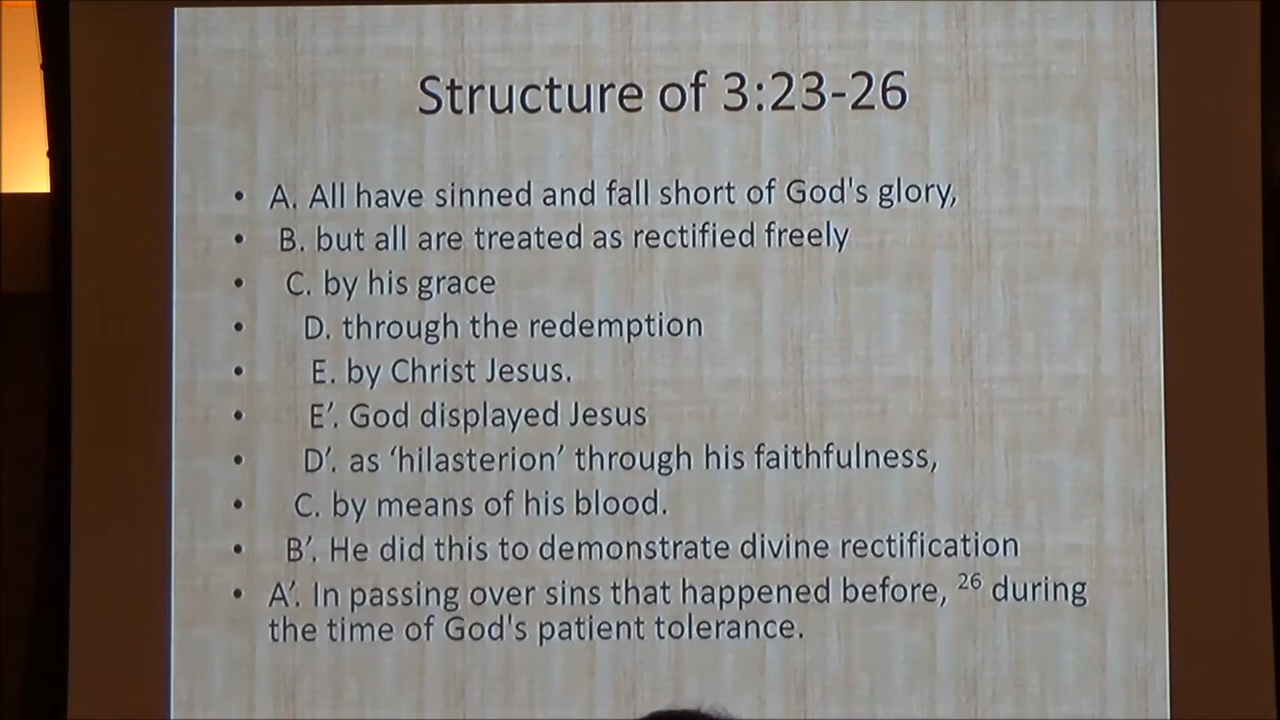 Structure of 3:23-26
• A. All have sinned and fall short of God's glory,
• B. but all are treated as rectified freely
• C. by his grace
• D. through the redemption
• E. by Christ Jesus.
• E’. God displayed Jesus
• D’. as ‘hilasterion’ through his faithfulness,
• C. by means of his blood.
• B’. He did this to demonstrate divine rectification
• A’. In passing over sins that happened before, 26 during
the time of God's patient tolerance.